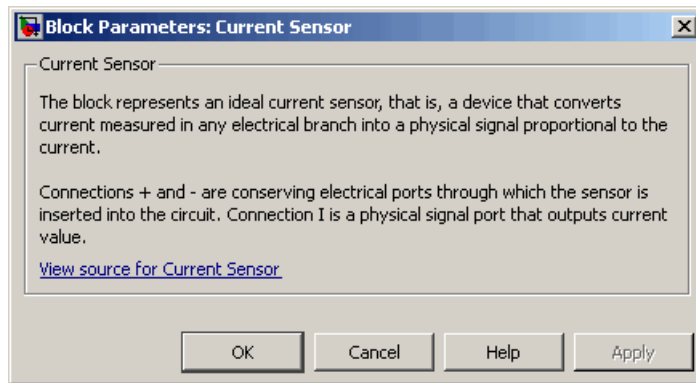 Block Parameters: Current Sensor
Current Sensor
The block represents an ideal current sensor, that is, a device that converts
current measured in any electrical branch into a physical signal proportional to the
current.
Connections + and - are conserving electrical ports through which the sensor is
inserted into the circuit. Connection I is a physical signal port that outputs current
value.
View source for Current Sensor
OK Cancel Help Apply